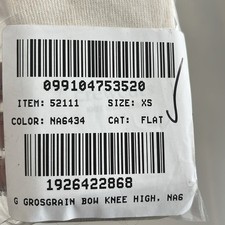 099104753520
ITEM: 52111 SIZE: XS
COLOR: NA6434 CAT: FLAT
1926422868
G GROSGRAIN BOW KNEE HIGH, NA6